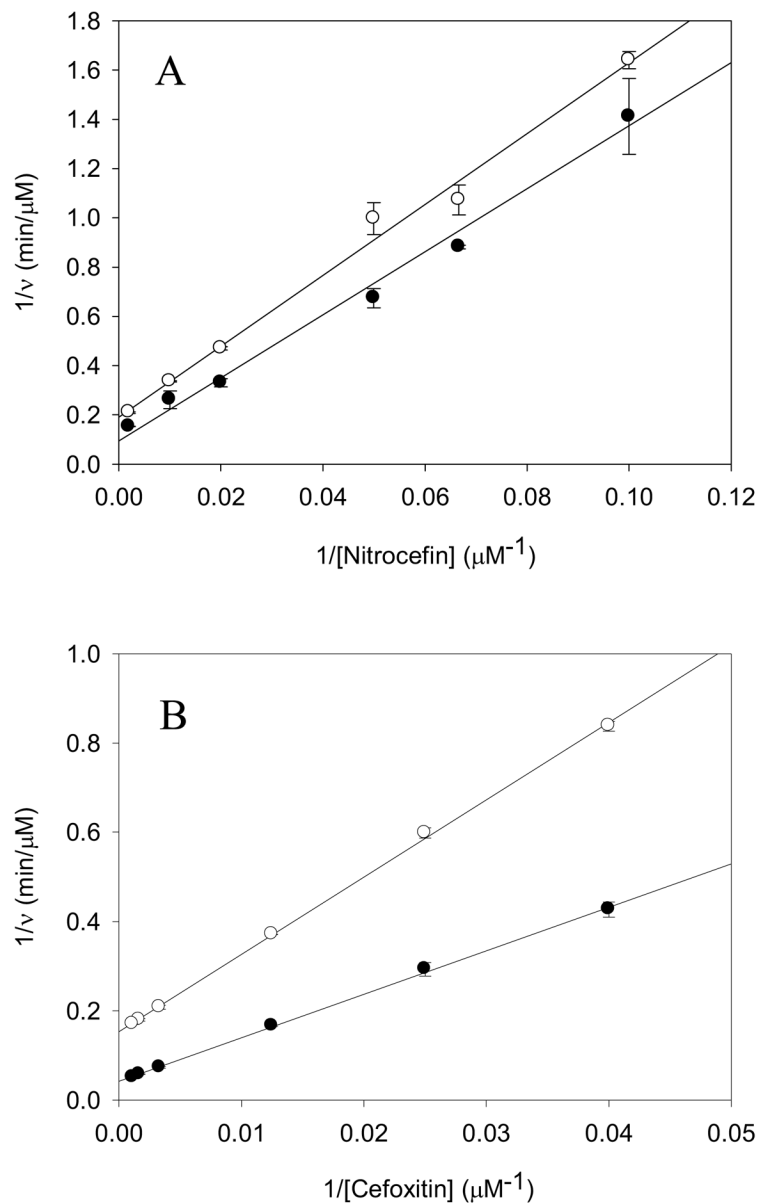 A
1.8
1.6
1.4
1.2
1.0
0.8
0.6
0.4
0.2
0.0
1/ν (min/μM)
0.00 0.02 0.04 0.06 0.08 0.10 0.12
1/[Nitrocefin] (μM-1)
B
1.0
0.8
0.6
0.4
0.2
0.0
1/ν (min/μM)
0.00 0.01 0.02 0.03 0.04 0.05
1/[Cefoxitin] (μM-1)